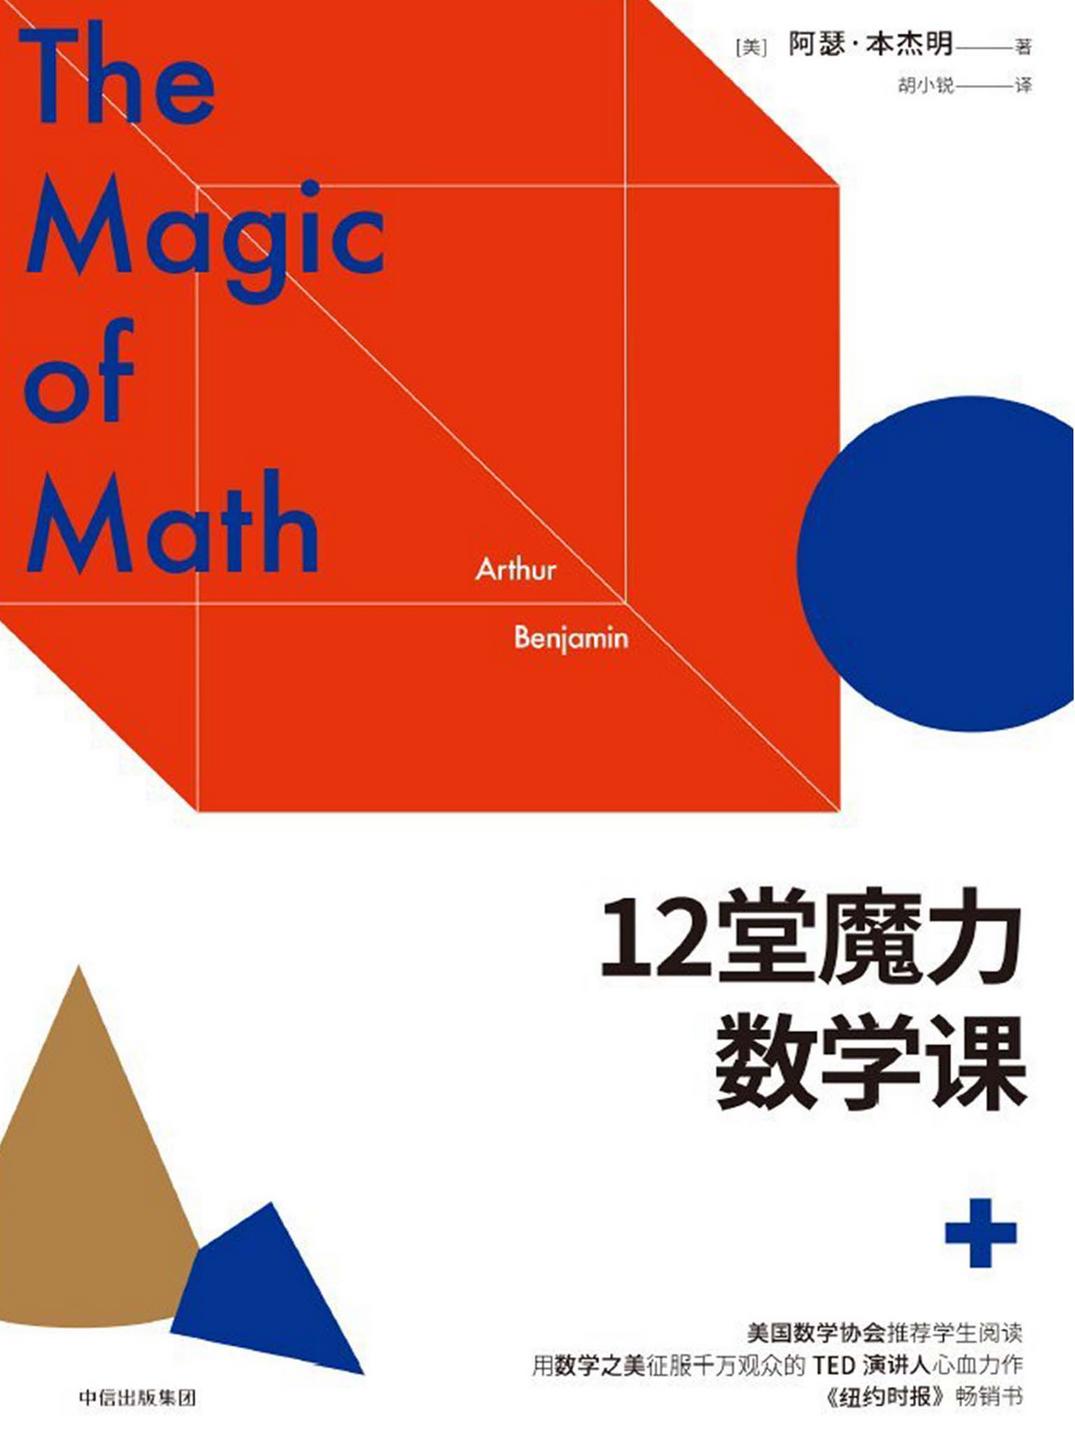 The
Magic
of
Math
[美] 阿瑟·本杰明——著
胡小锐——译
Arthur
Benjamin
12堂魔力
数学课
美国数学协会推荐学生阅读
用数学之美征服千万观众的 TED 演讲人心血力作
《纽约时报》畅销书
中信出版集团